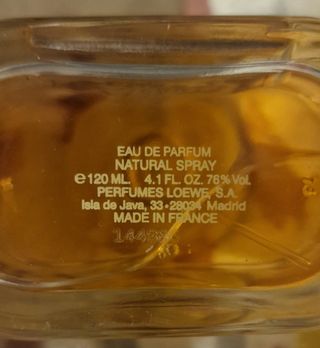 EAU DE PARFUM
NATURAL SPRAY
℮120 ML. 4.1 FL. OZ. 76% Vol.
PERFUMES LOEWE, S.A.
Isla de Java, 33-28034 Madrid
MADE IN FRANCE